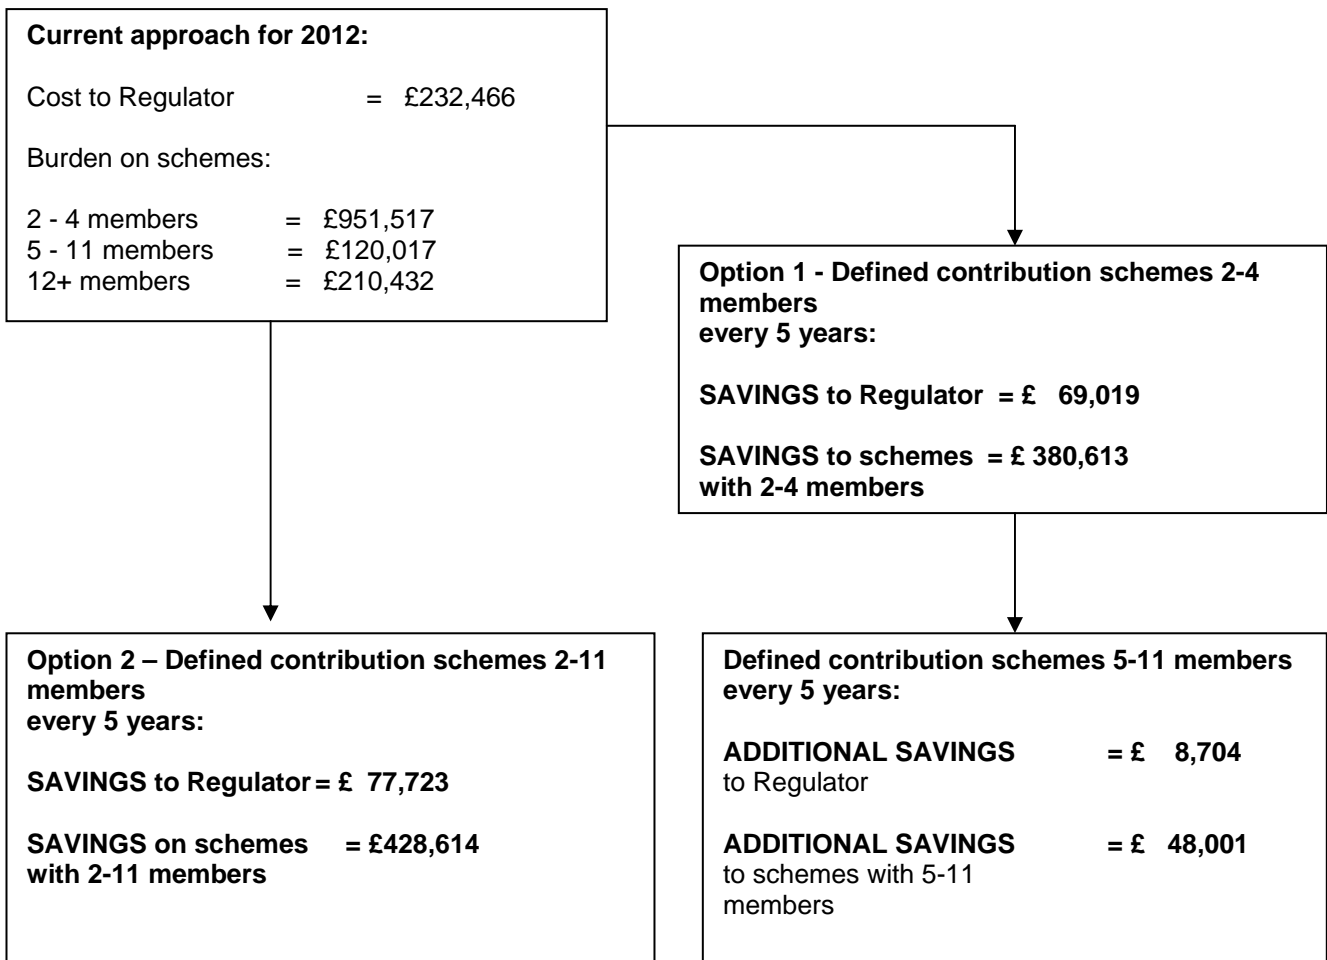 Current approach for 2012:
Cost to Regulator = £232,466
Burden on schemes:
2 - 4 members = £951,517
5 - 11 members = £120,017
12+ members = £210,432
Option 1 - Defined contribution schemes 2-4
members
every 5 years:
SAVINGS to Regulator = £ 69,019
SAVINGS to schemes = £ 380,613
with 2-4 members
Option 2 – Defined contribution schemes 2-11
members
every 5 years:
SAVINGS to Regulator = £ 77,723
SAVINGS on schemes = £428,614
with 2-11 members
Defined contribution schemes 5-11 members
every 5 years:
ADDITIONAL SAVINGS = £ 8,704
to Regulator
ADDITIONAL SAVINGS = £ 48,001
to schemes with 5-11
members